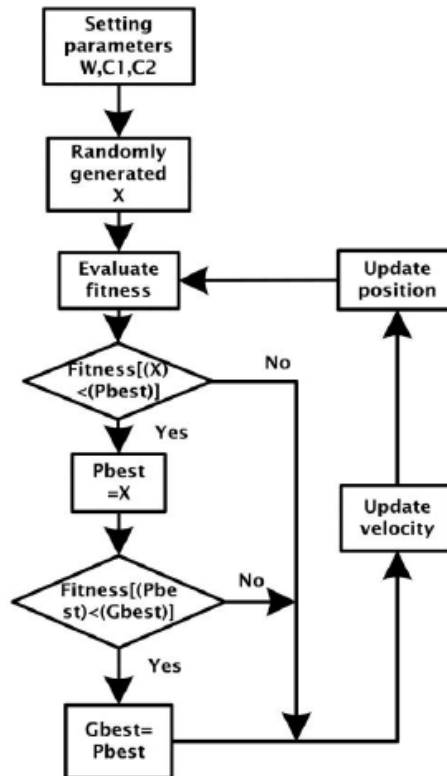 Setting
parameters
W,C1,C2
Randomly
generated
X
Evaluate
fitness
Update
position
Fitness[(X)
<(Pbest)]
No
Yes
Pbest
=X
Update
velocity
Fitness[(Pbe
st)<(Gbest)]
No
Yes
Gbest=
Pbest